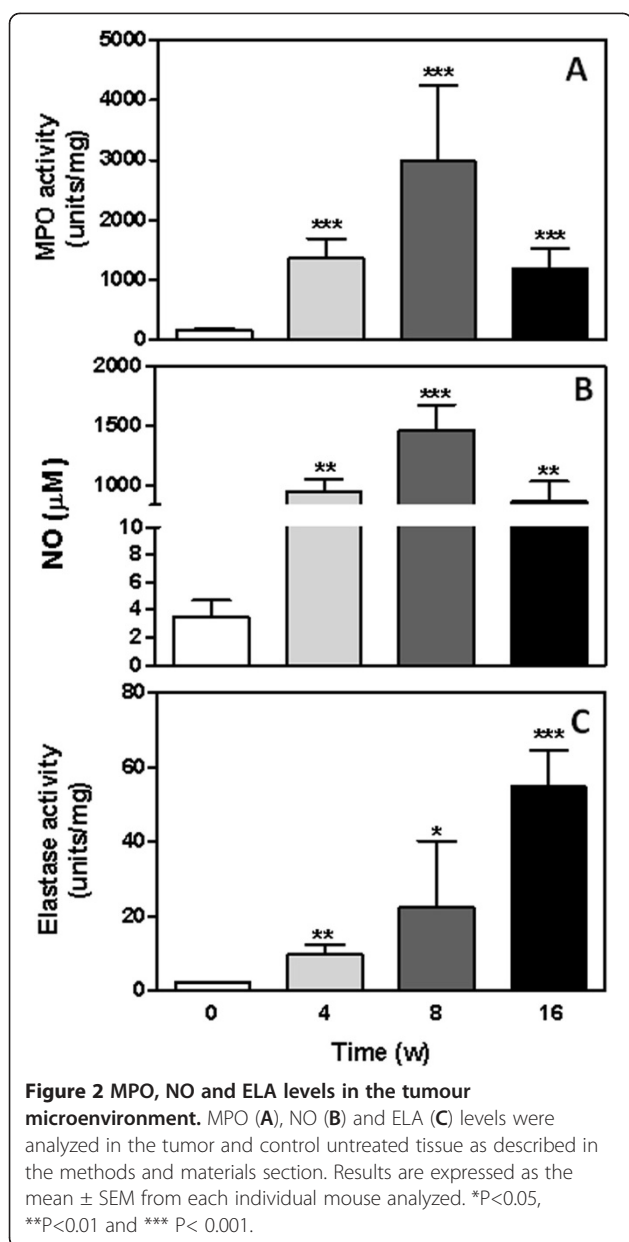 5000
A
***
4000
MPO activity
(units/mg)
3000
***
2000
***
1000
0
2000
B
***
1500
NO (µM)
**
**
1000
10
8
6
4
2
0
80
C
***
Elastase activity
(units/mg)
60
40
*
20
**
0
0 4 8 16
Time (w)
Figure 2 MPO, NO and ELA levels in the tumour
microenvironment. MPO (A), NO (B) and ELA (C) levels were
analyzed in the tumor and control untreated tissue as described in
the methods and materials section. Results are expressed as the
mean ± SEM from each individual mouse analyzed. *P<0.05,
**P<0.01 and *** P< 0.001.